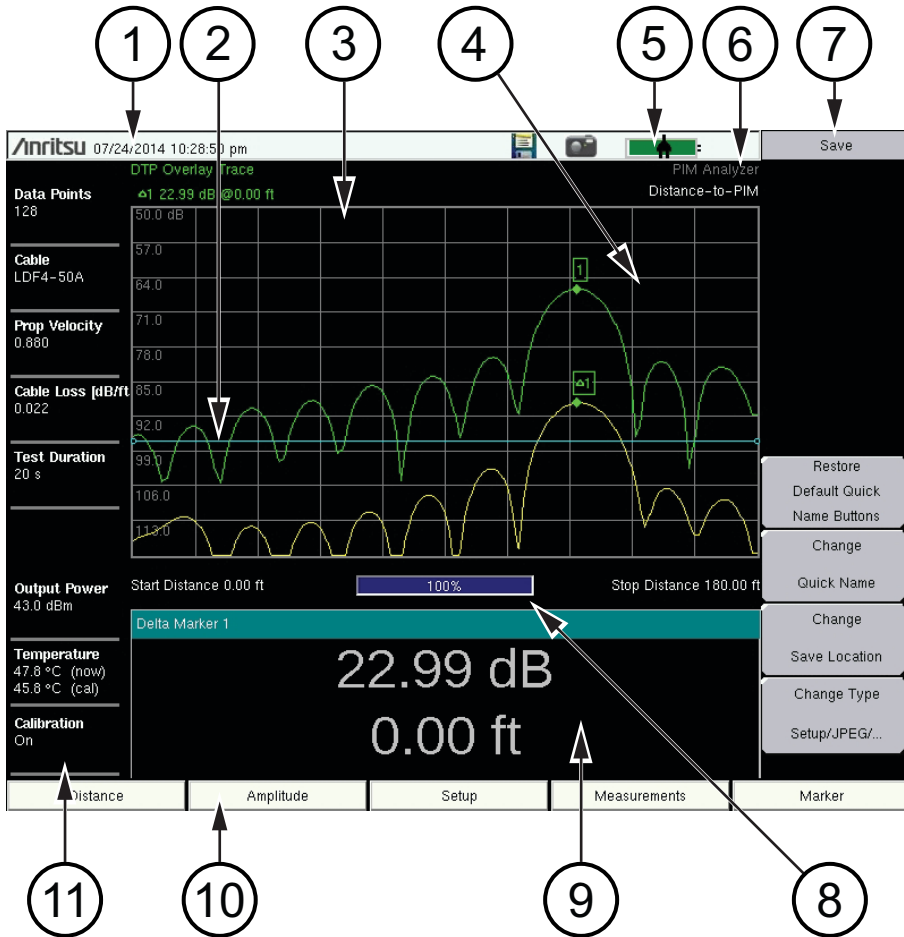 1 2 3 4 5 6 7
Anritsu 07/24/2014 10:28:50 pm
Save
DTP Overlay Trace
PIM Analyzer
△1 22.99 dB @0.00 ft
Distance-to-PIM
Data Points
128
Cable
LDF4-50A
Prop Velocity
0.880
Cable Loss [dB/ft
0.022
Test Duration
20 s
Output Power
43.0 dBm
Temperature
47.8 °C (now)
45.8 °C (cal)
Calibration
On
50.0 dB
57.0
64.0
71.0
78.0
85.0
92.0
99.0
106.0
113.0
1
△1
Start Distance 0.00 ft
100%
Stop Distance 180.00 ft
Delta Marker 1
22.99 dB
0.00 ft
Restore
Default Quick
Name Buttons
Change
Quick Name
Change
Save Location
Change Type
Setup/JPEG/...
Distance
Amplitude
Setup
Measurements
Marker
11 10 9 8